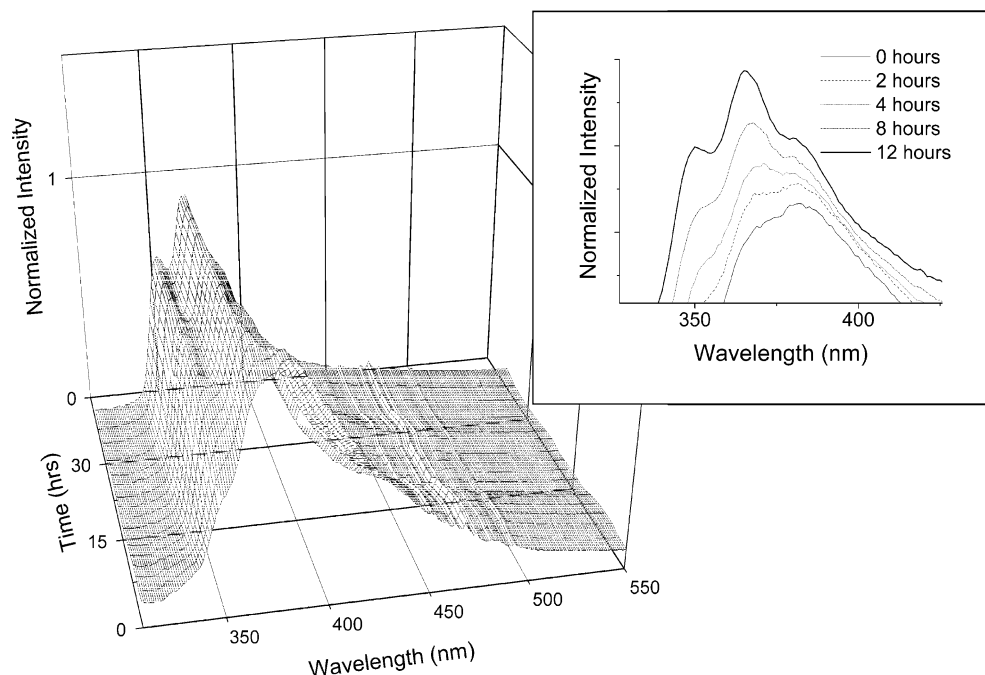 Normalized Intensity
1
0
30
15
0
Time (hrs)
350
400
450
500
550
Wavelength (nm)
Normalized Intensity
0 hours
2 hours
4 hours
8 hours
12 hours
350
400
Wavelength (nm)